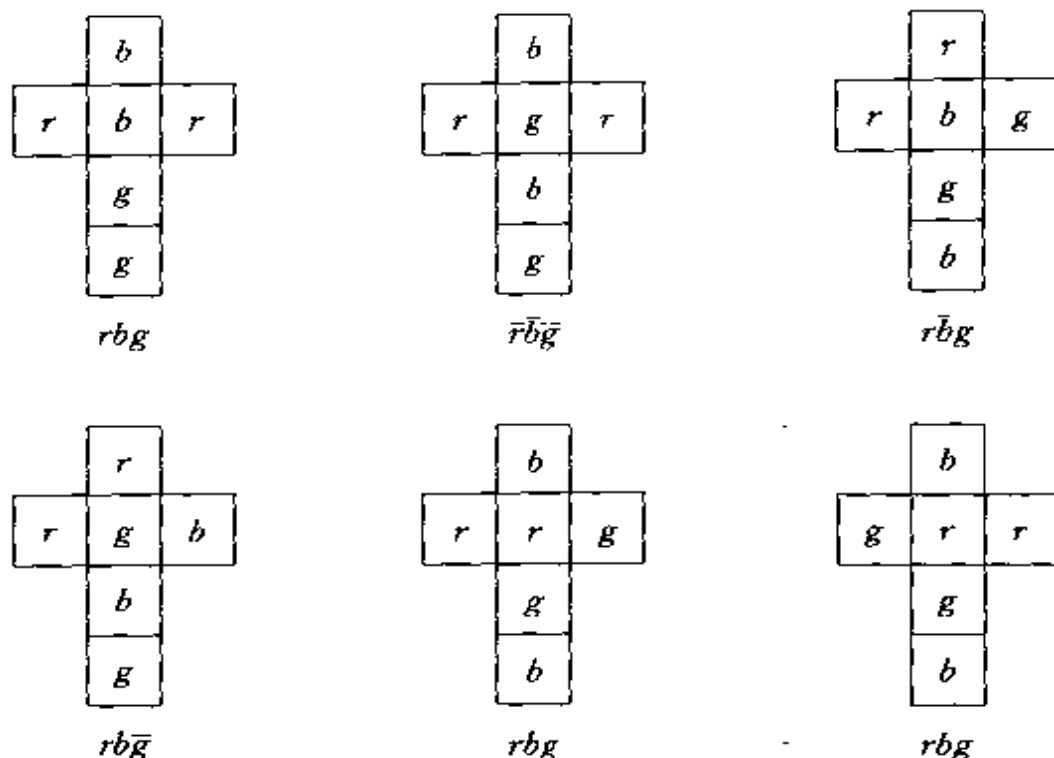 b b r
r b r r g r r b g
g b g
g g b
rbg r̄b̄ḡ rb̄g
r b b
r g b r r g g r r
b g g
g b b
rbḡ rbg rbg